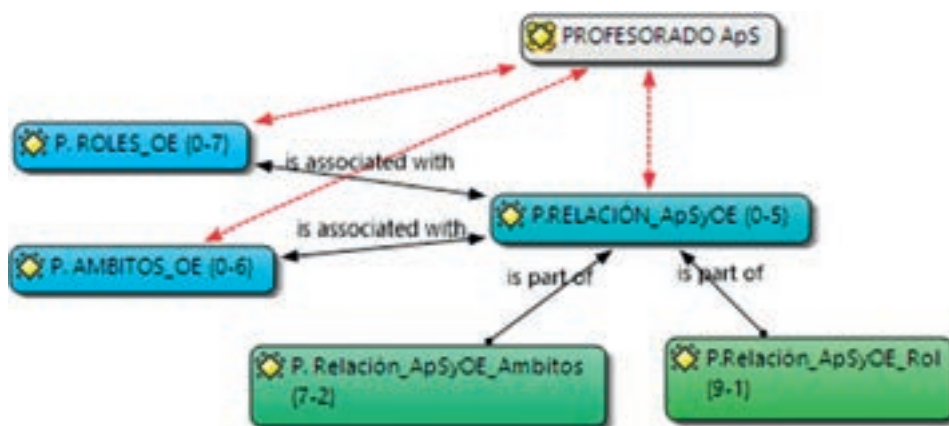 PROFESORADO ApS
P. ROLES_OE {0-7}
is associated with
P.RELACIÓN_ApSyOE {0-5}
is associated with
P. AMBITOS_OE {0-6}
is part of
is part of
P. Relación_ApSyOE_Ambitos
{7-2}
P.Relación_ApSyOE_Rol
{9-1}